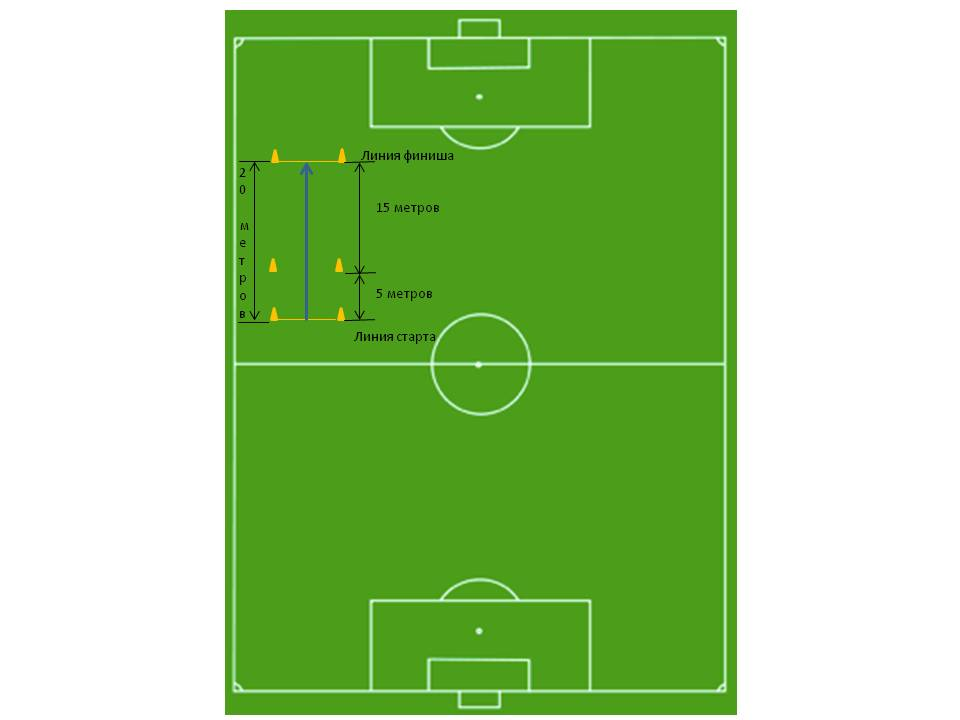 Линия финиша
20 метров
15 метров
5 метров
Линия старта